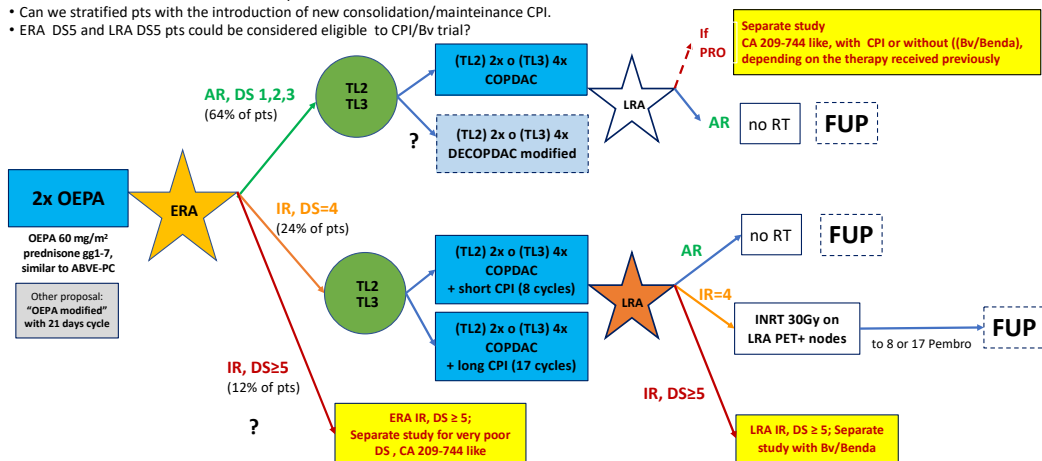 • Can we stratified pts with the introduction of new consolidation/mainteinance CPI.
• ERA DS5 and LRA DS5 pts could be considered eligible to CPI/Bv trial?
If
PRO
Separate study
CA 209-744 like, with CPI or without ((Bv/Benda),
depending on the therapy received previously
(TL2) 2x o (TL3) 4x
COPDAC
TL2
TL3
LRA
AR, DS 1,2,3
(64% of pts)
AR
no RT
FUP
?
(TL2) 2x o (TL3) 4x
DECOPDAC modified
2x OEPA
ERA
IR, DS=4
(24% of pts)
OEPA 60 mg/m²
prednisone gg1-7,
similar to ABVE-PC
Other proposal:
“OEPA modified”
with 21 days cycle
TL2
TL3
(TL2) 2x o (TL3) 4x
COPDAC
+ short CPI (8 cycles)
(TL2) 2x o (TL3) 4x
COPDAC
+ long CPI (17 cycles)
LRA
AR
no RT
FUP
IR=4
INRT 30Gy on
LRA PET+ nodes
to 8 or 17 Pembro
FUP
IR, DS≥5
(12% of pts)
?
ERA IR, DS ≥ 5;
Separate study for very poor
DS , CA 209-744 like
IR, DS≥5
LRA IR, DS ≥ 5; Separate
study with Bv/Benda